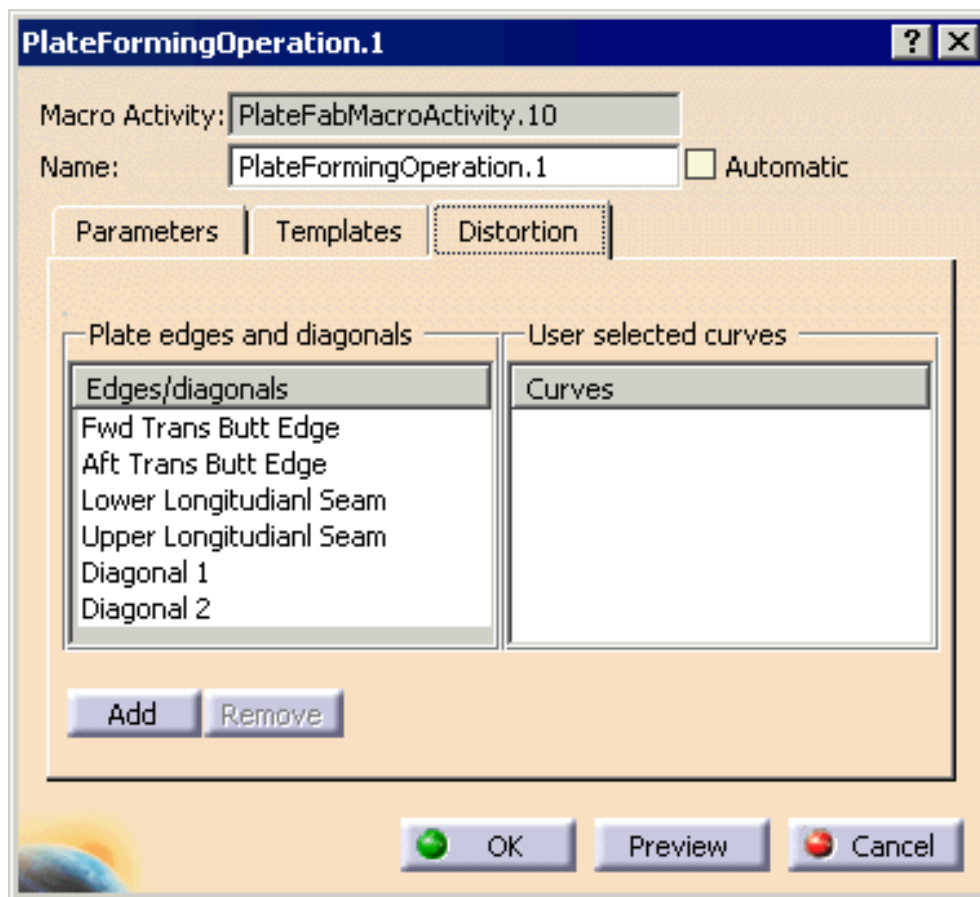 PlateFormingOperation.1 ? X
Macro Activity: PlateFabMacroActivity.10
Name: PlateFormingOperation.1 Automatic
Parameters Templates Distortion
Plate edges and diagonals User selected curves
Edges/diagonals Curves
Fwd Trans Butt Edge
Aft Trans Butt Edge
Lower Longitudianl Seam
Upper Longitudianl Seam
Diagonal 1
Diagonal 2
Add Remove
OK Preview Cancel